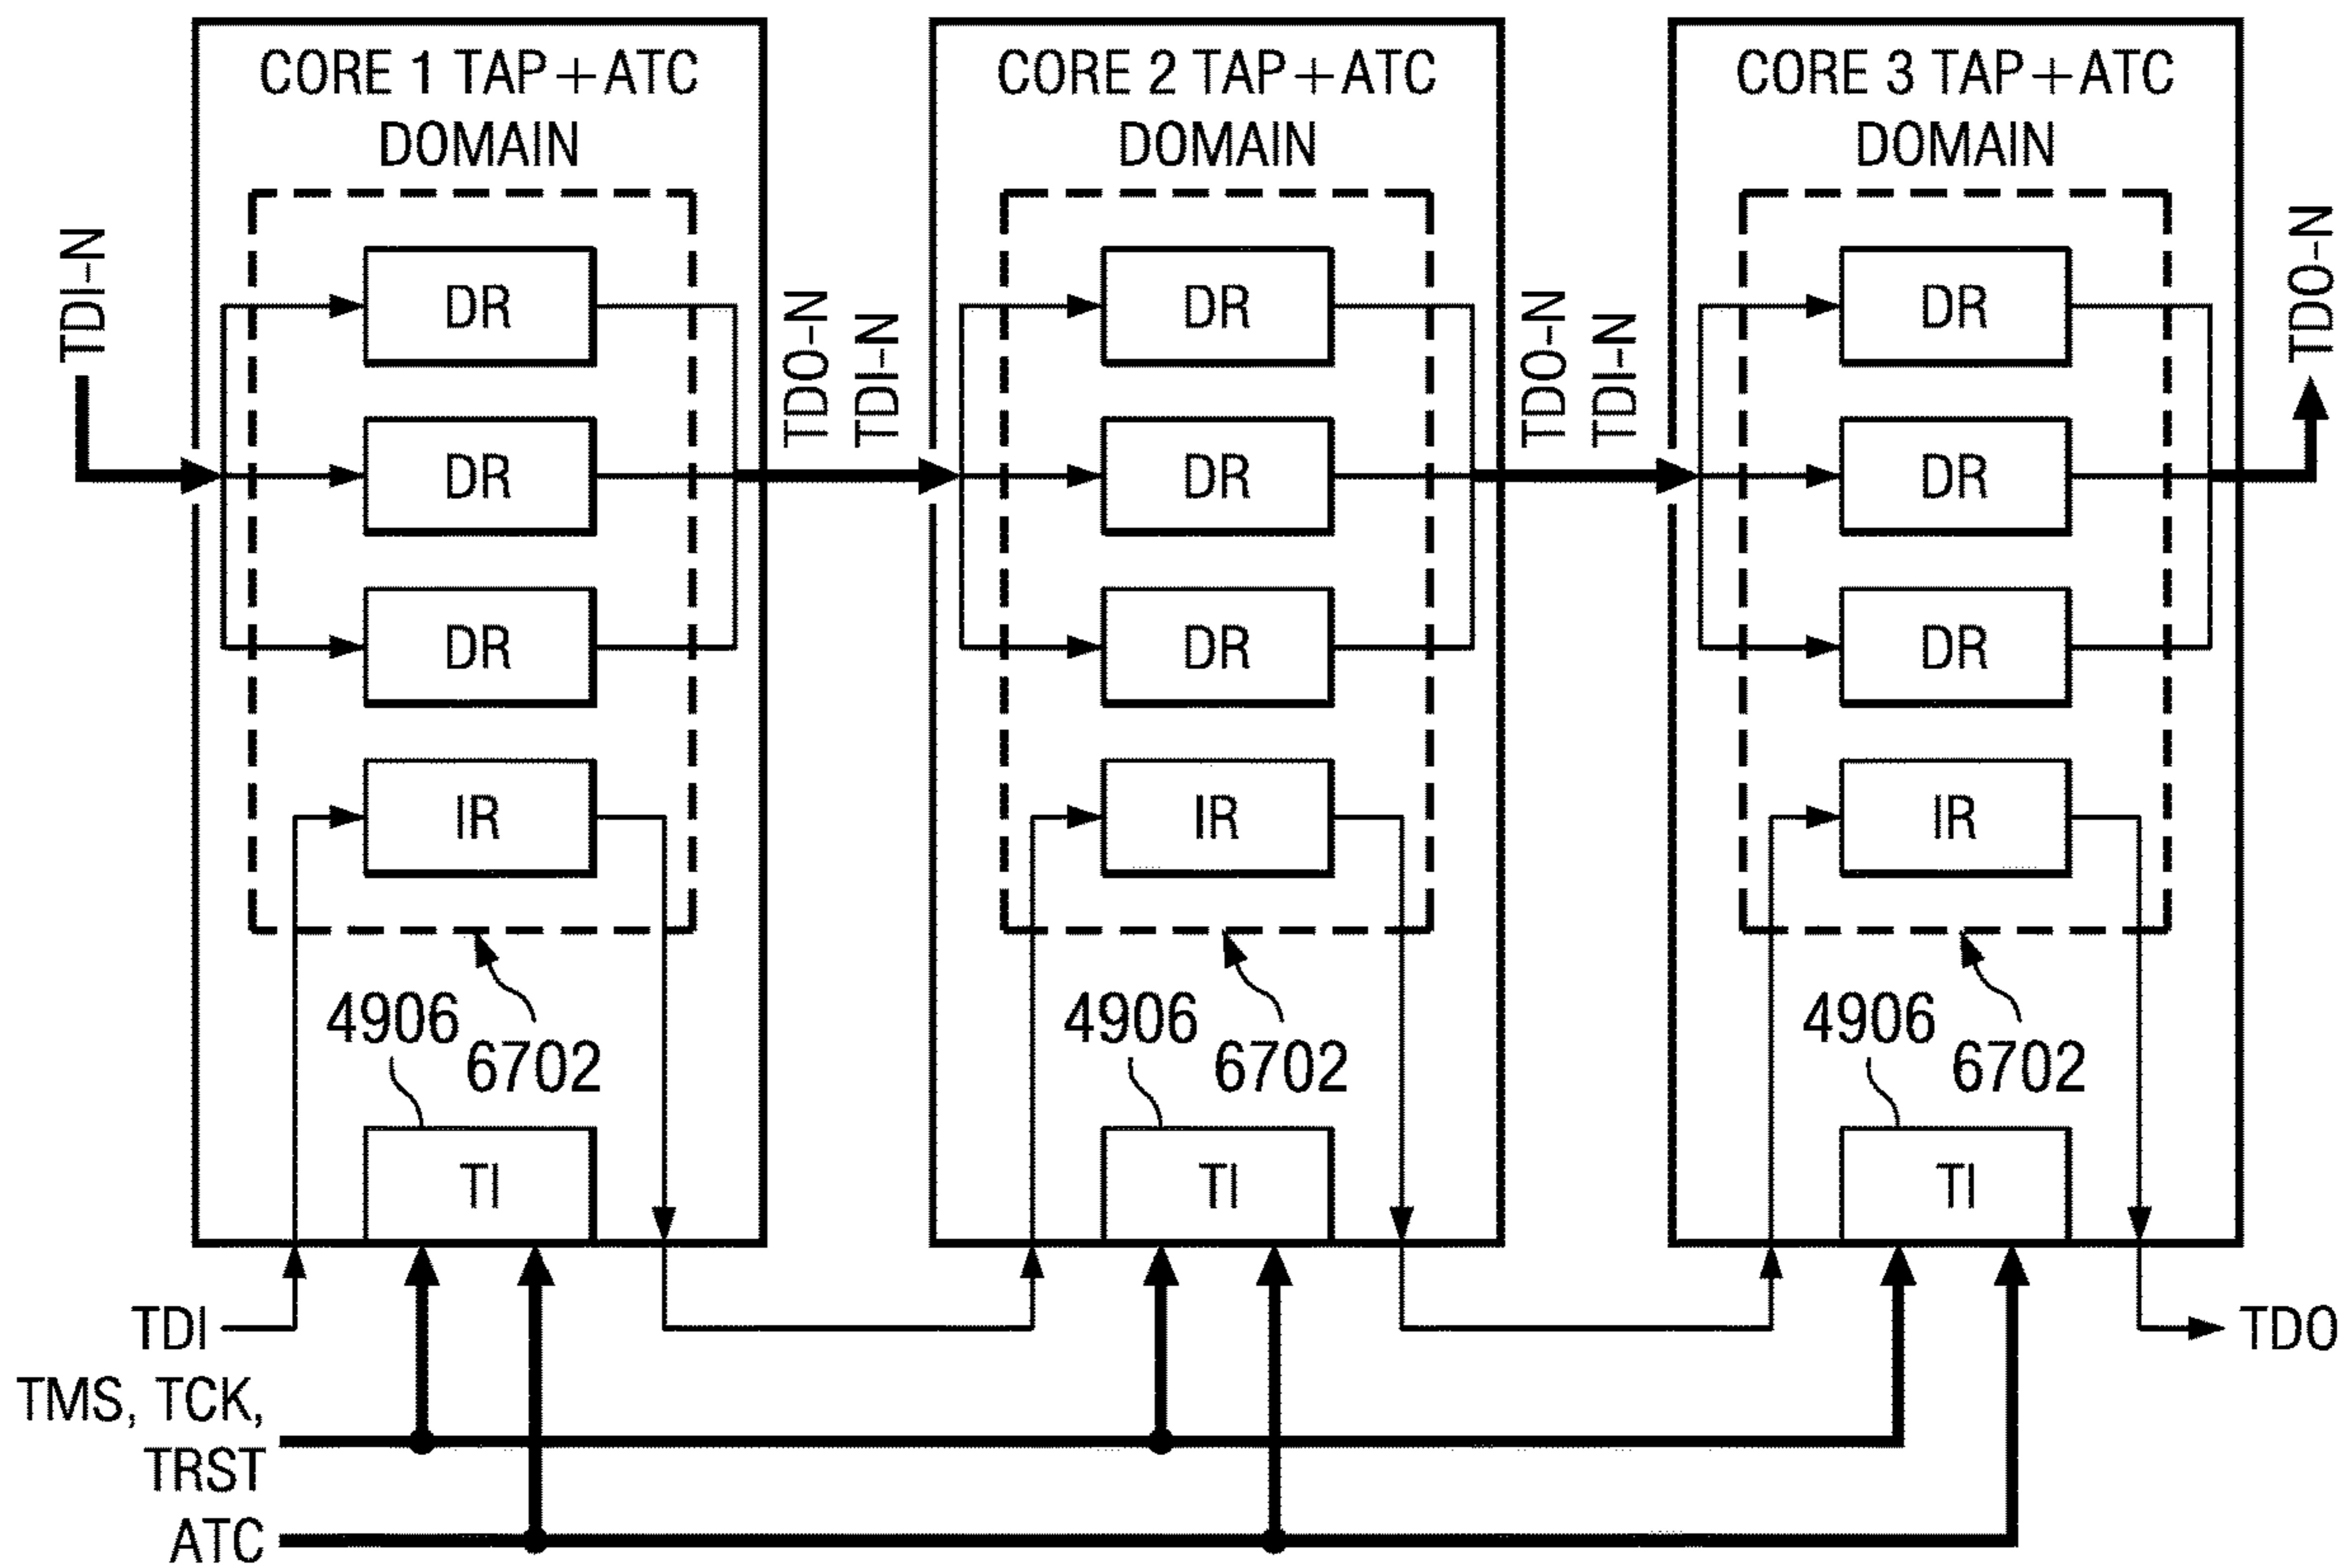 CORE 1 TAP+ATC
DOMAIN
CORE 2 TAP+ATC
DOMAIN
CORE 3 TAP+ATC
DOMAIN
TDI-N
DR
DR
DR
IR
TDO-N
TDI-N
DR
DR
DR
IR
TDO-N
TDI-N
DR
DR
DR
IR
TDO-N
4906
6702
TI
4906
6702
TI
4906
6702
TI
TDI
TDO
TMS, TCK,
TRST
ATC